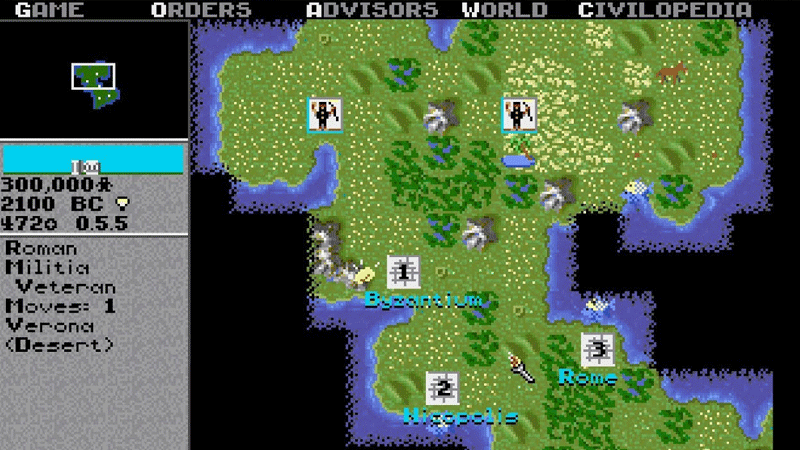 GAME ORDERS ADVISORS WORLD CIVILOPEDIA
300,000
2100 BC
472 0.5.5
Roman
Militia
Veteran
Moves: 1
Verona
(Desert)
1
Byzantium
3
Rome
2
Nicopolis